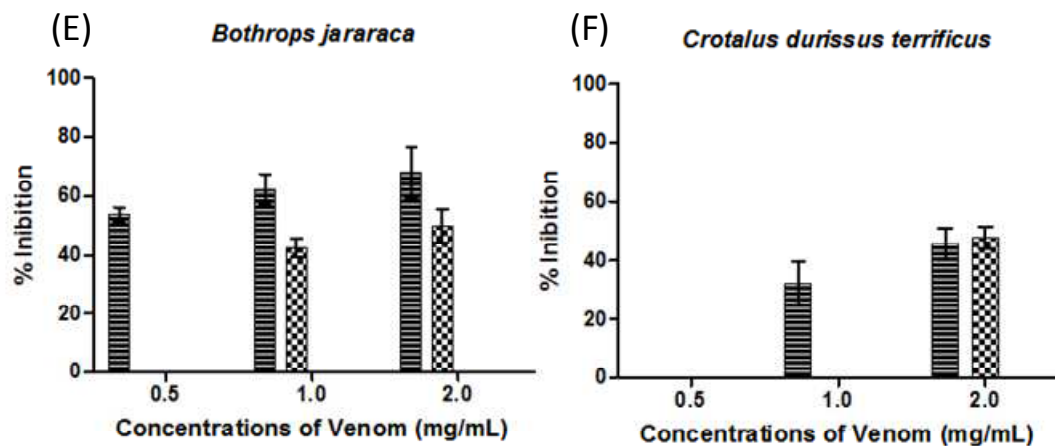 (E)
Bothrops jararaca
100
80
60
40
20
0
% Inibition
0.5 1.0 2.0
Concentrations of Venom (mg/mL)
(F)
Crotalus durissus terrificus
100
80
60
40
20
0
% Inibition
0.5 1.0 2.0
Concentrations of Venom (mg/mL)